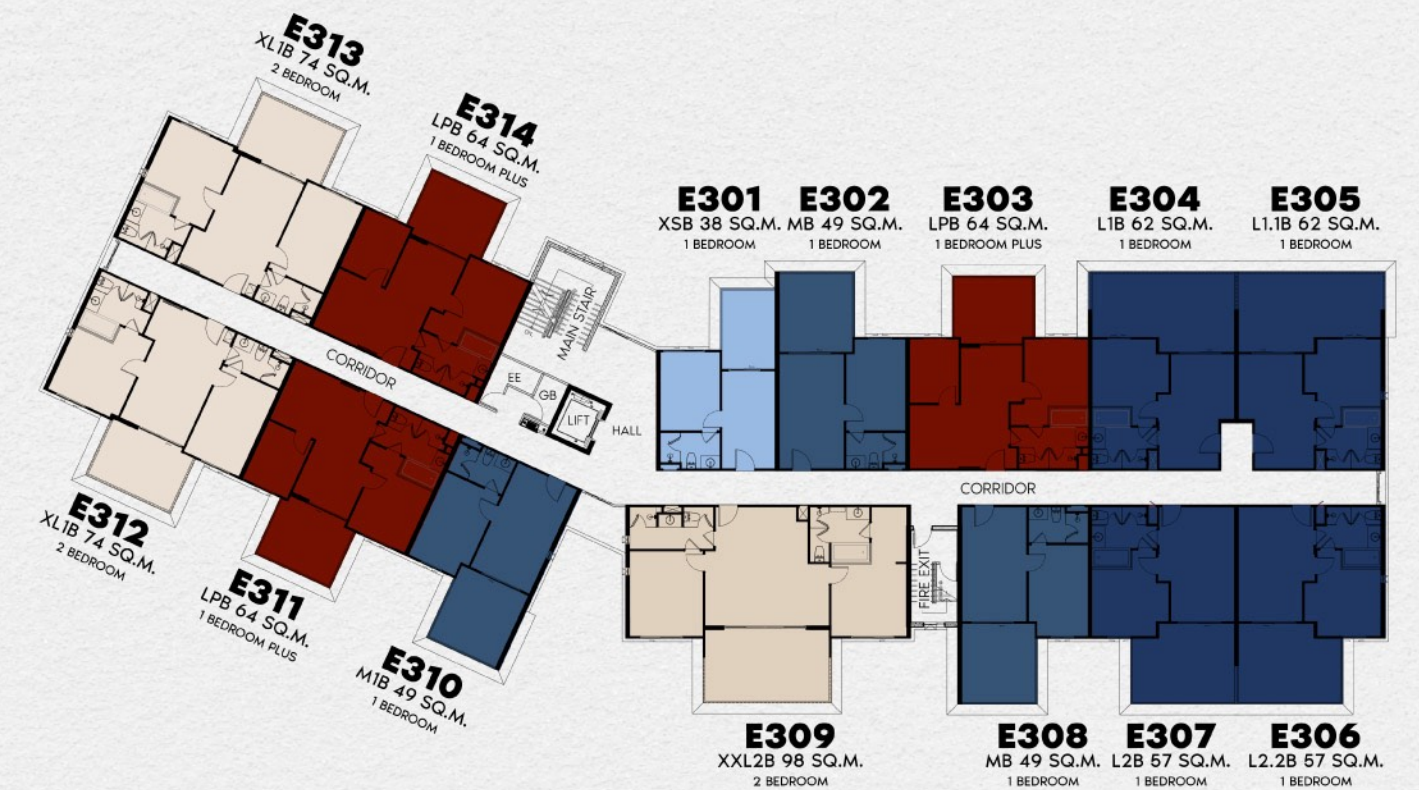 E313
XL1B 74 SQ.M.
2 BEDROOM
E314
LPB 64 SQ.M.
1 BEDROOM PLUS
E301
XSB 38 SQ.M.
1 BEDROOM
E302
MB 49 SQ.M.
1 BEDROOM
E303
LPB 64 SQ.M.
1 BEDROOM PLUS
E304
L1B 62 SQ.M.
1 BEDROOM
E305
L1.1B 62 SQ.M.
1 BEDROOM
MAIN STAIR
CORRIDOR
EE
GB
LIFT
HALL
CORRIDOR
FIRE EXIT
E312
XL1B 74 SQ.M.
2 BEDROOM
E311
LPB 64 SQ.M.
1 BEDROOM PLUS
E310
M1B 49 SQ.M.
1 BEDROOM
E309
XXL2B 98 SQ.M.
2 BEDROOM
E308
MB 49 SQ.M.
1 BEDROOM
E307
L2B 57 SQ.M.
1 BEDROOM
E306
L2.2B 57 SQ.M.
1 BEDROOM